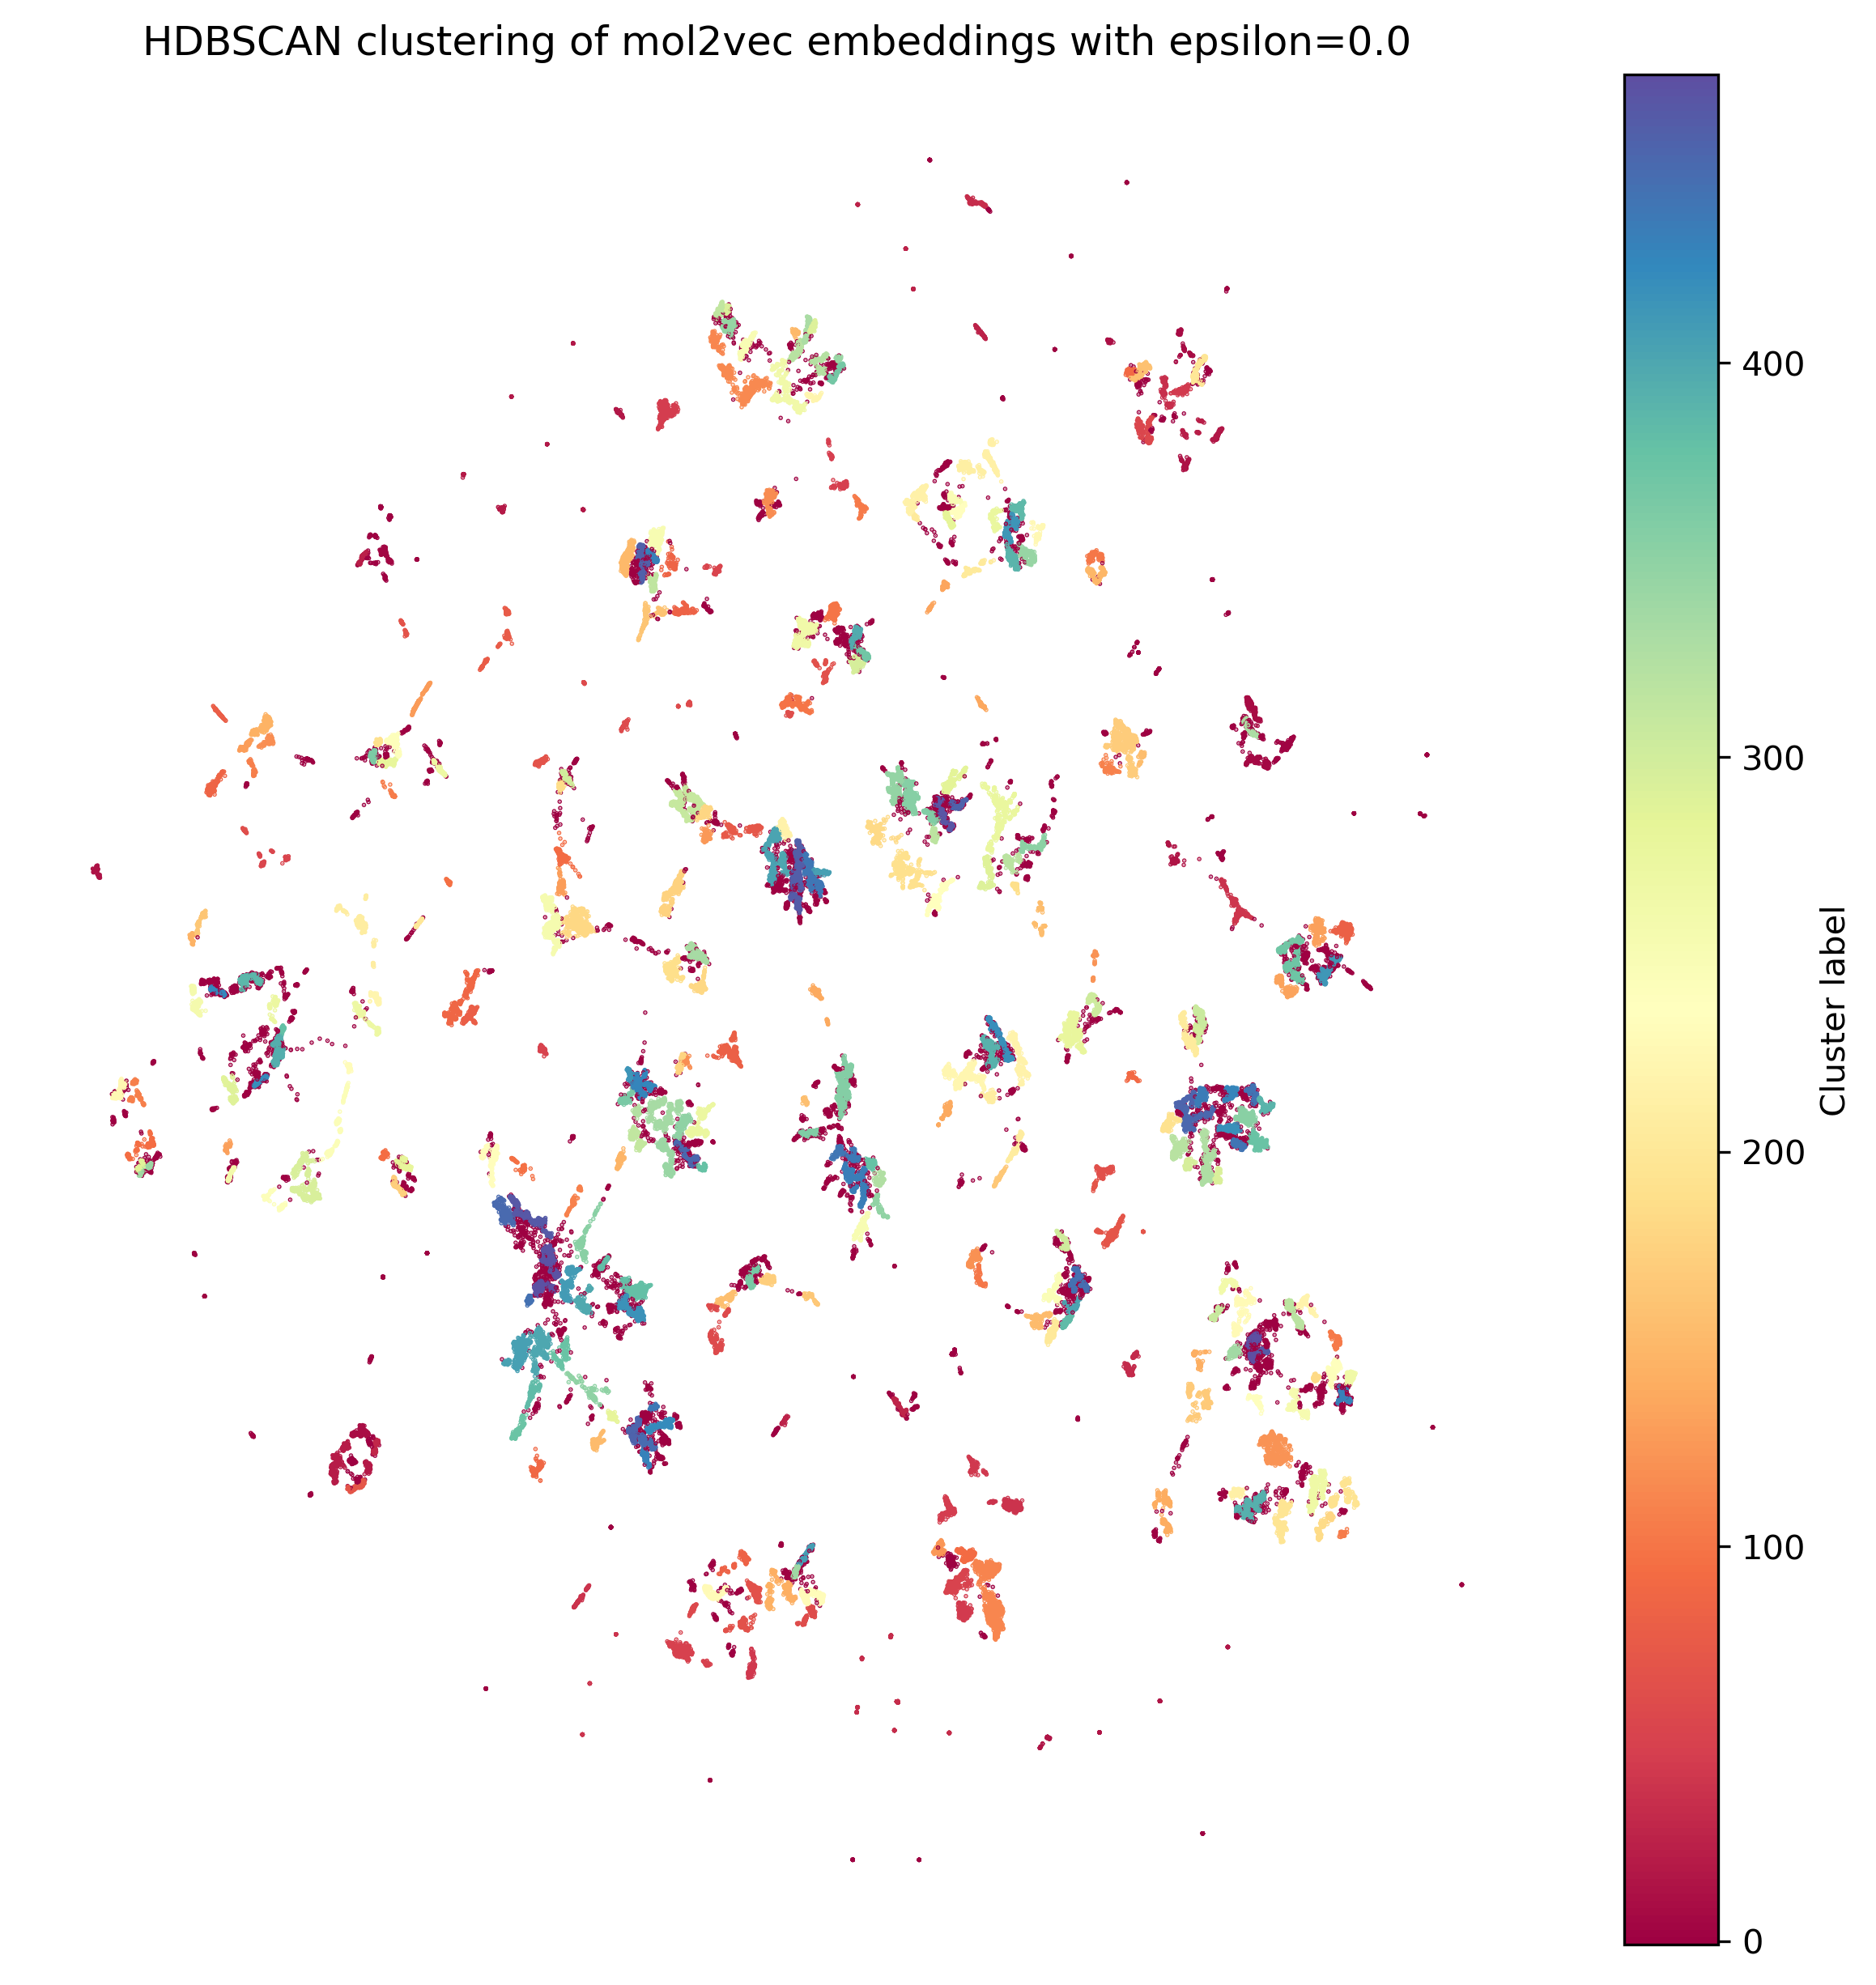 HDBSCAN clustering of mol2vec embeddings with epsilon=0.0
400
300
200
100
0
Cluster label